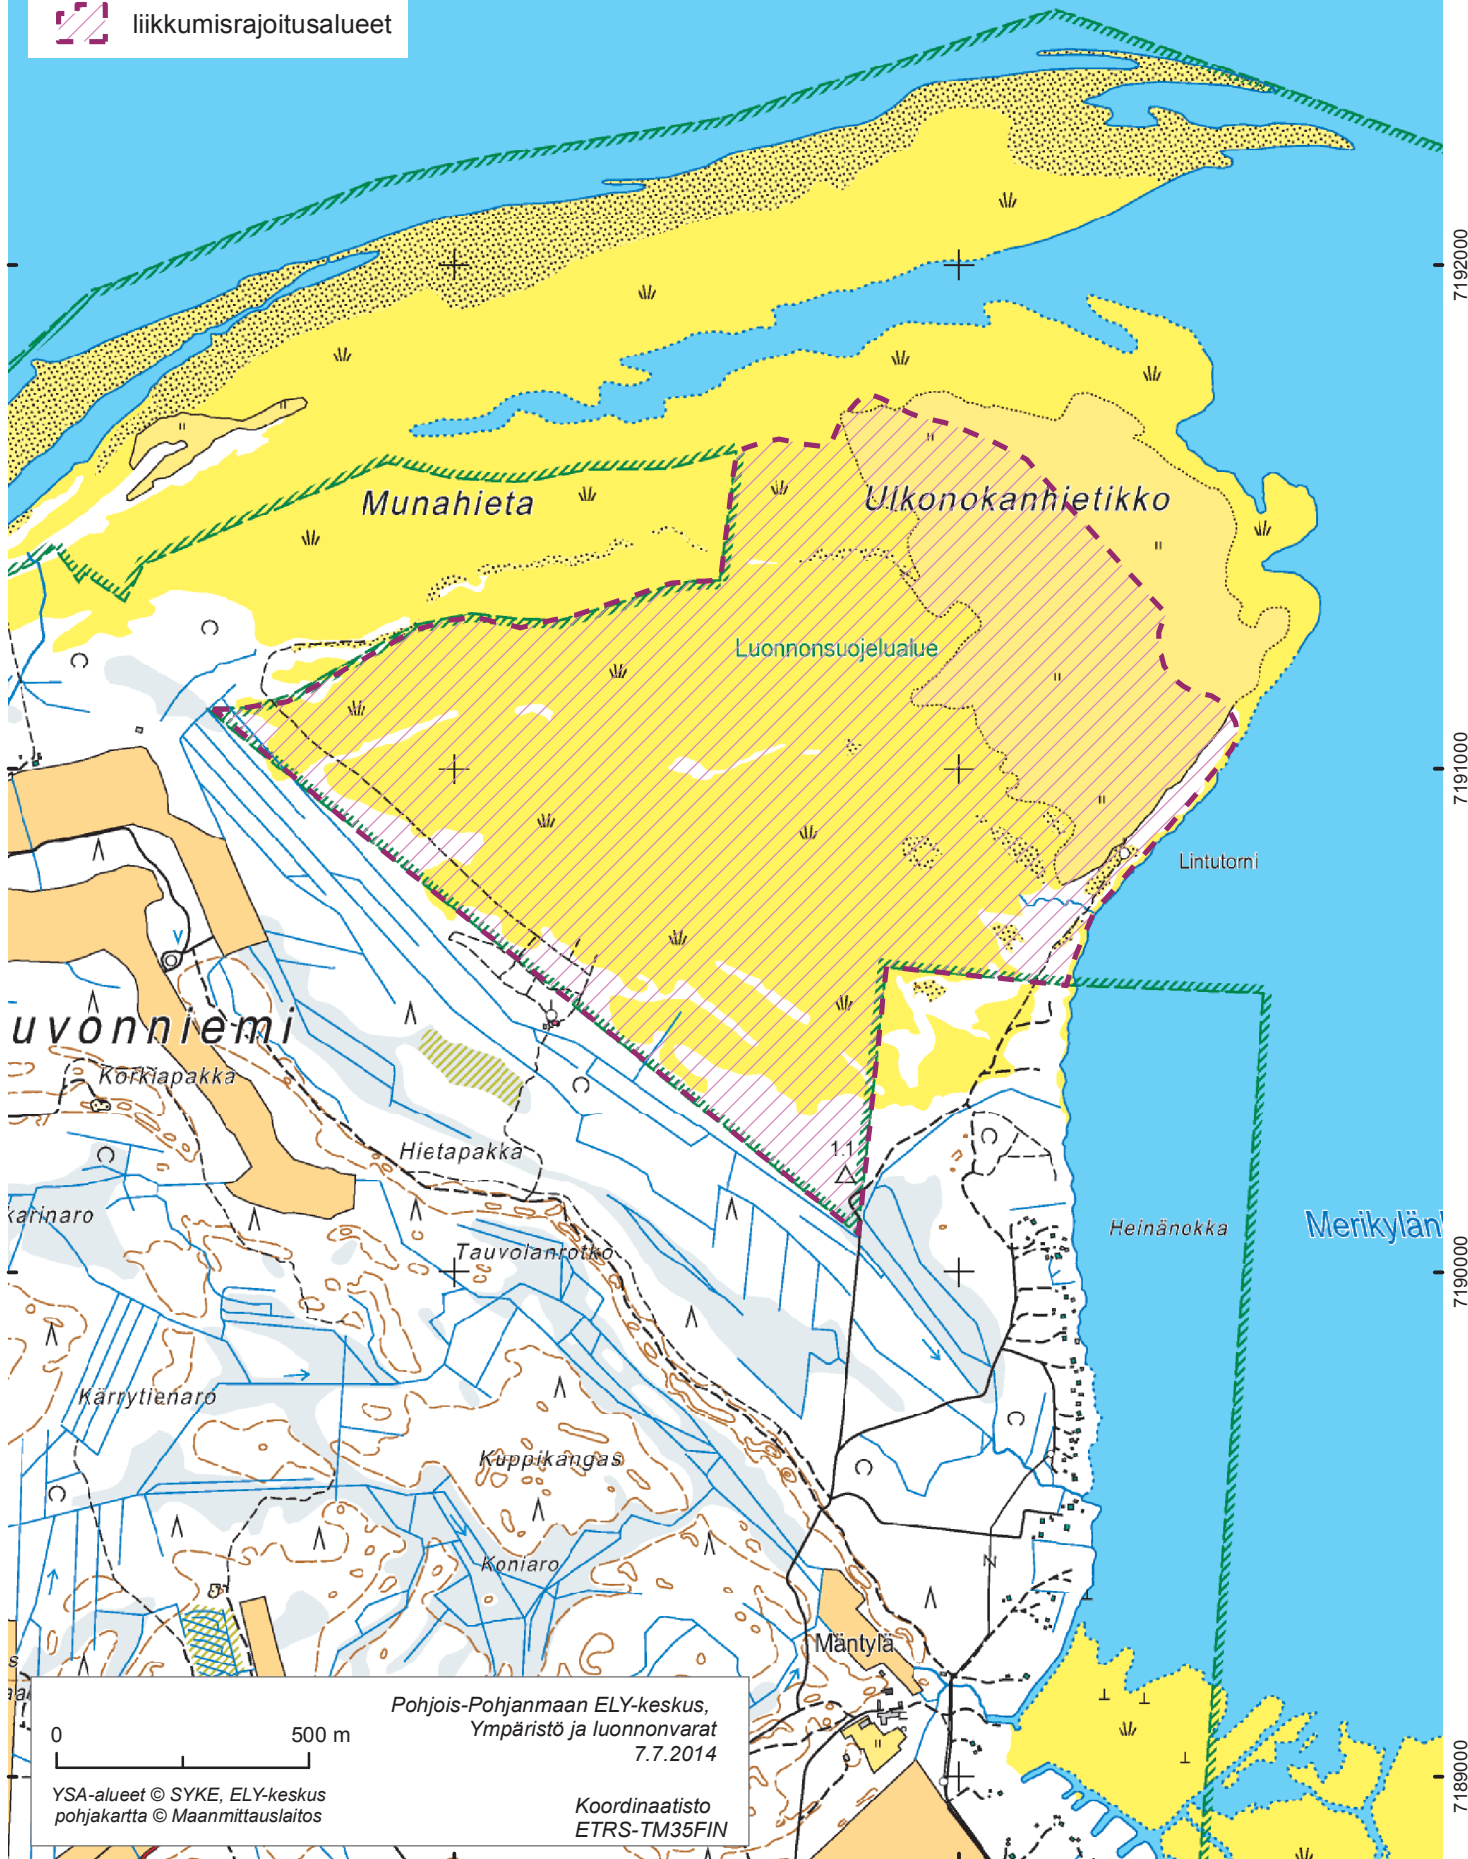 liikkumisrajoitusalueet
7192000
Munahieta
Ulkonokanhietikko
Luonnonsuojelualue
7191000
Lintutorni
uvonniemi
Korkiapakka
Hietapakka
1.1
karinaro
Heinänokka
Merikylänl
Tauvolanrotko
7190000
Kärrytienaro
Kuppikangas
Koniaro
Mäntylä
7189000
0 500 m
Pohjois-Pohjanmaan ELY-keskus,
Ympäristö ja luonnonvarat
7.7.2014
YSA-alueet © SYKE, ELY-keskus
pohjakartta © Maanmittauslaitos
Koordinaatisto
ETRS-TM35FIN